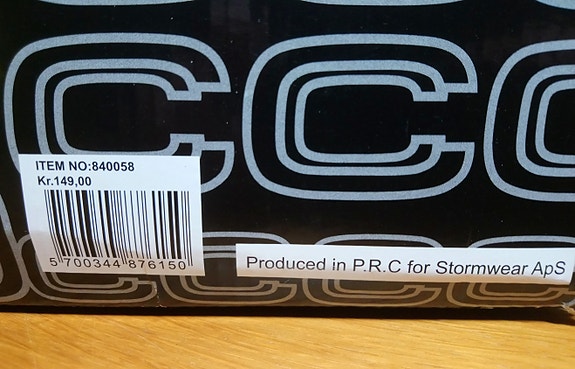 ITEM NO:840058
Kr.149,00
5 700344 876150
Produced in P.R.C for Stormwear ApS